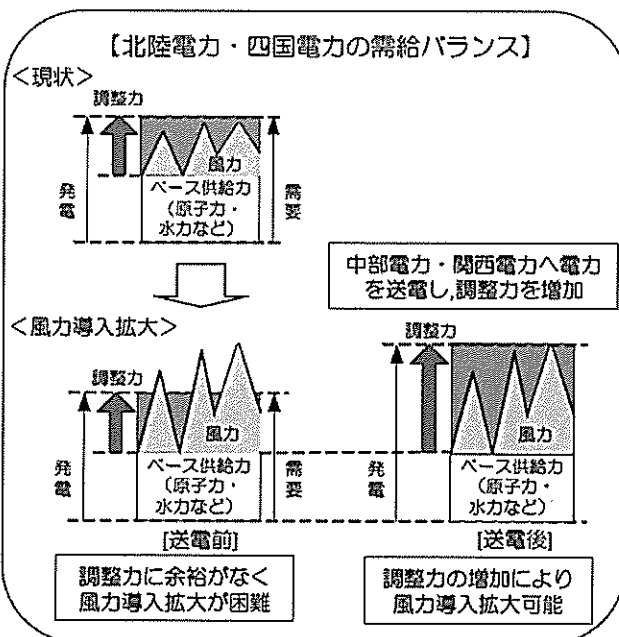 【北陸電力・四国電力の需給バランス】
<現状>
調整力
発電
風力
ベース供給力
(原子力・
水力など)
需要
中部電力・関西電力へ電力
を送電し,調整力を増加
<風力導入拡大>
調整力
発電
風力
ベース供給力
(原子力・
水力など)
需要
[送電前]
調整力に余裕がなく
風力導入拡大が困難
調整力
発電
風力
ベース供給力
(原子力・
水力など)
[送電後]
調整力の増加により
風力導入拡大可能